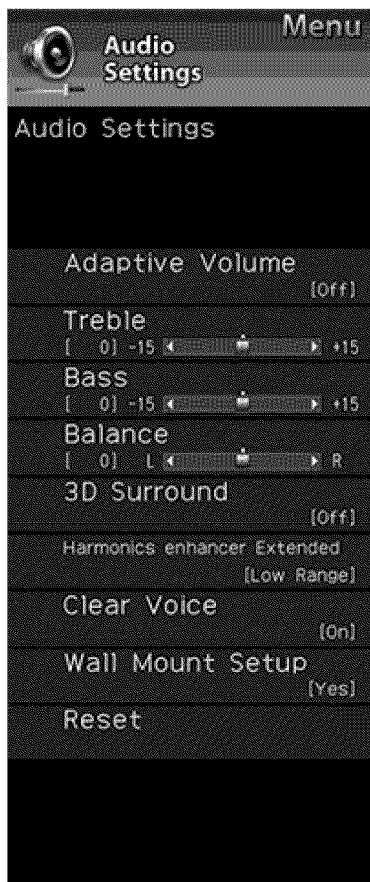 Menu
Audio
Settings
Audio Settings
Adaptive Volume
[Off]
Treble
[ 0] -15 +15
Bass
[ 0] -15 +15
Balance
[ 0] L R
3D Surround
[Off]
Harmonics enhancer Extended
[Low Range]
Clear Voice
[On]
Wall Mount Setup
[Yes]
Reset